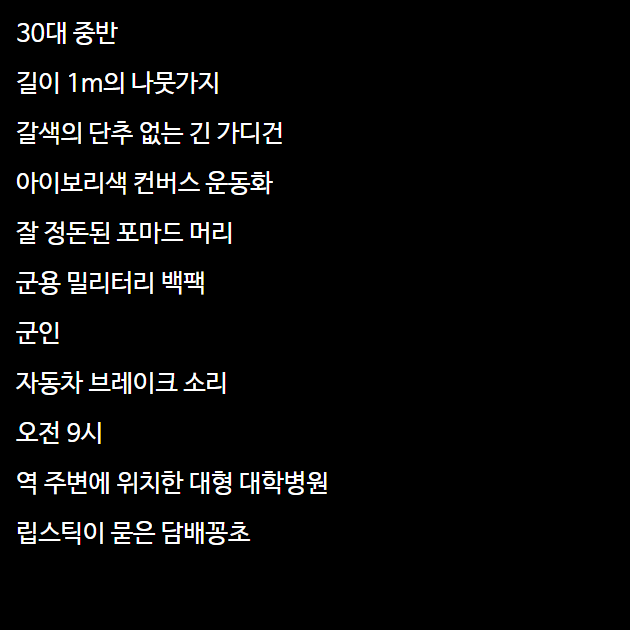 30대 중반
길이 1m의 나뭇가지
갈색의 단추 없는 긴 가디건
아이보리색 컨버스 운동화
잘 정돈된 포마드 머리
군용 밀리터리 백팩
군인
자동차 브레이크 소리
오전 9시
역 주변에 위치한 대형 대학병원
립스틱이 묻은 담배꽁초